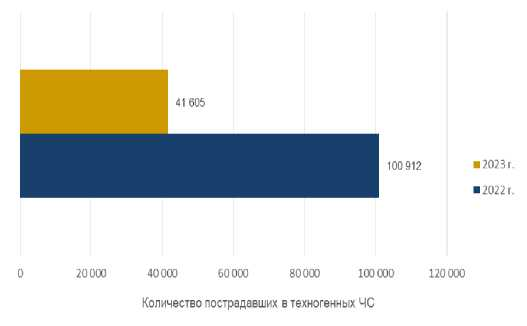 41 605
100 912
2023 г.
2022 г.
0 20 000 40 000 60 000 80 000 100 000 120 000
Количество пострадавших в техногенных ЧС